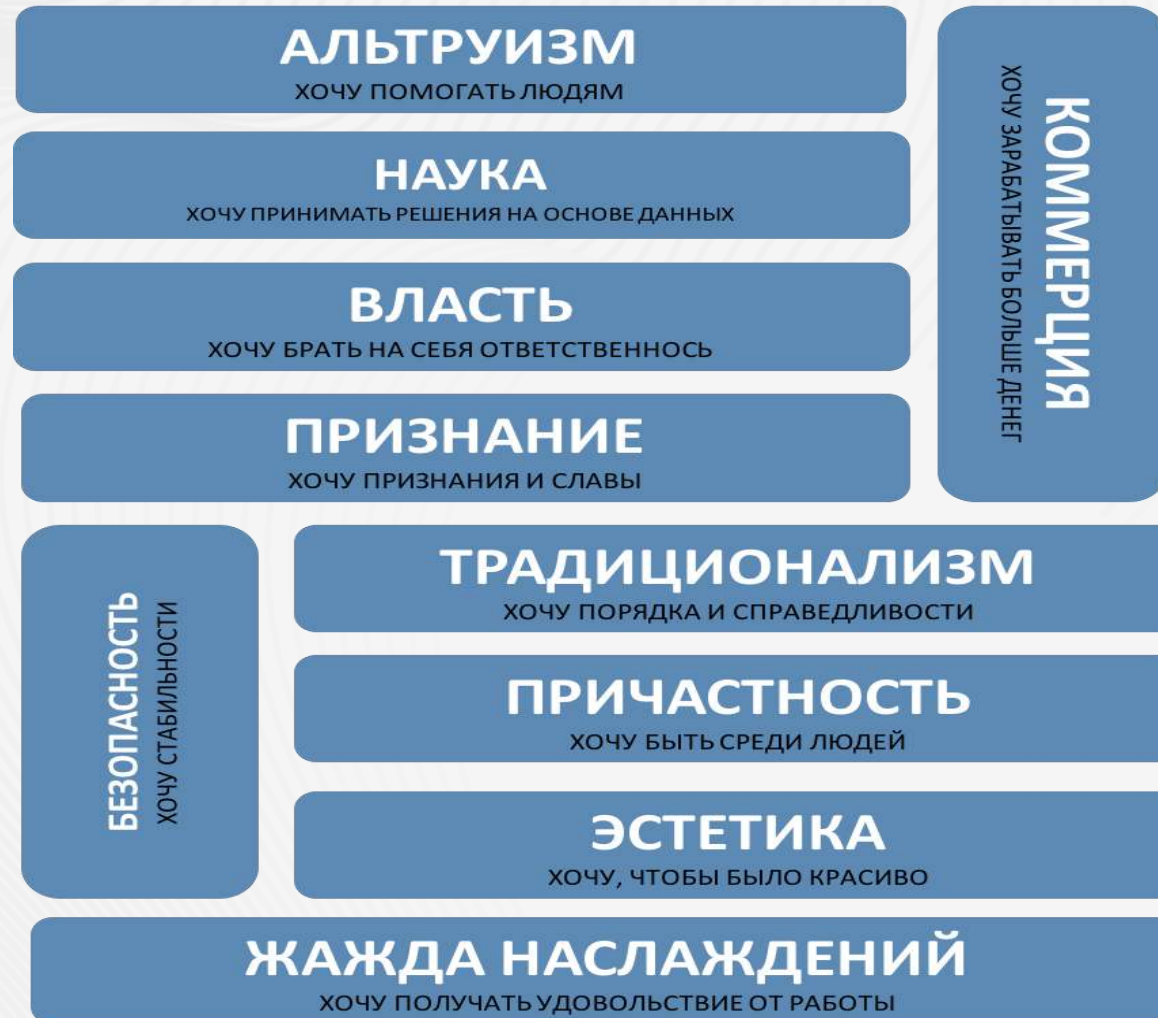 АЛЬТРУИЗМ
ХОЧУ ПОМОГАТЬ ЛЮДЯМ
НАУКА
ХОЧУ ПРИНИМАТЬ РЕШЕНИЯ НА ОСНОВЕ ДАННЫХ
ВЛАСТЬ
ХОЧУ БРАТЬ НА СЕБЯ ОТВЕТСТВЕННОСЬ
ПРИЗНАНИЕ
ХОЧУ ПРИЗНАНИЯ И СЛАВЫ
КОММЕРЦИЯ
ХОЧУ ЗАРАБАТЫВАТЬ БОЛЬШЕ ДЕНЕГ
БЕЗОПАСНОСТЬ
ХОЧУ СТАБИЛЬНОСТИ
ТРАДИЦИОНАЛИЗМ
ХОЧУ ПОРЯДКА И СПРАВЕДЛИВОСТИ
ПРИЧАСТНОСТЬ
ХОЧУ БЫТЬ СРЕДИ ЛЮДЕЙ
ЭСТЕТИКА
ХОЧУ, ЧТОБЫ БЫЛО КРАСИВО
ЖАЖДА НАСЛАЖДЕНИЙ
ХОЧУ ПОЛУЧАТЬ УДОВОЛЬСТВИЕ ОТ РАБОТЫ